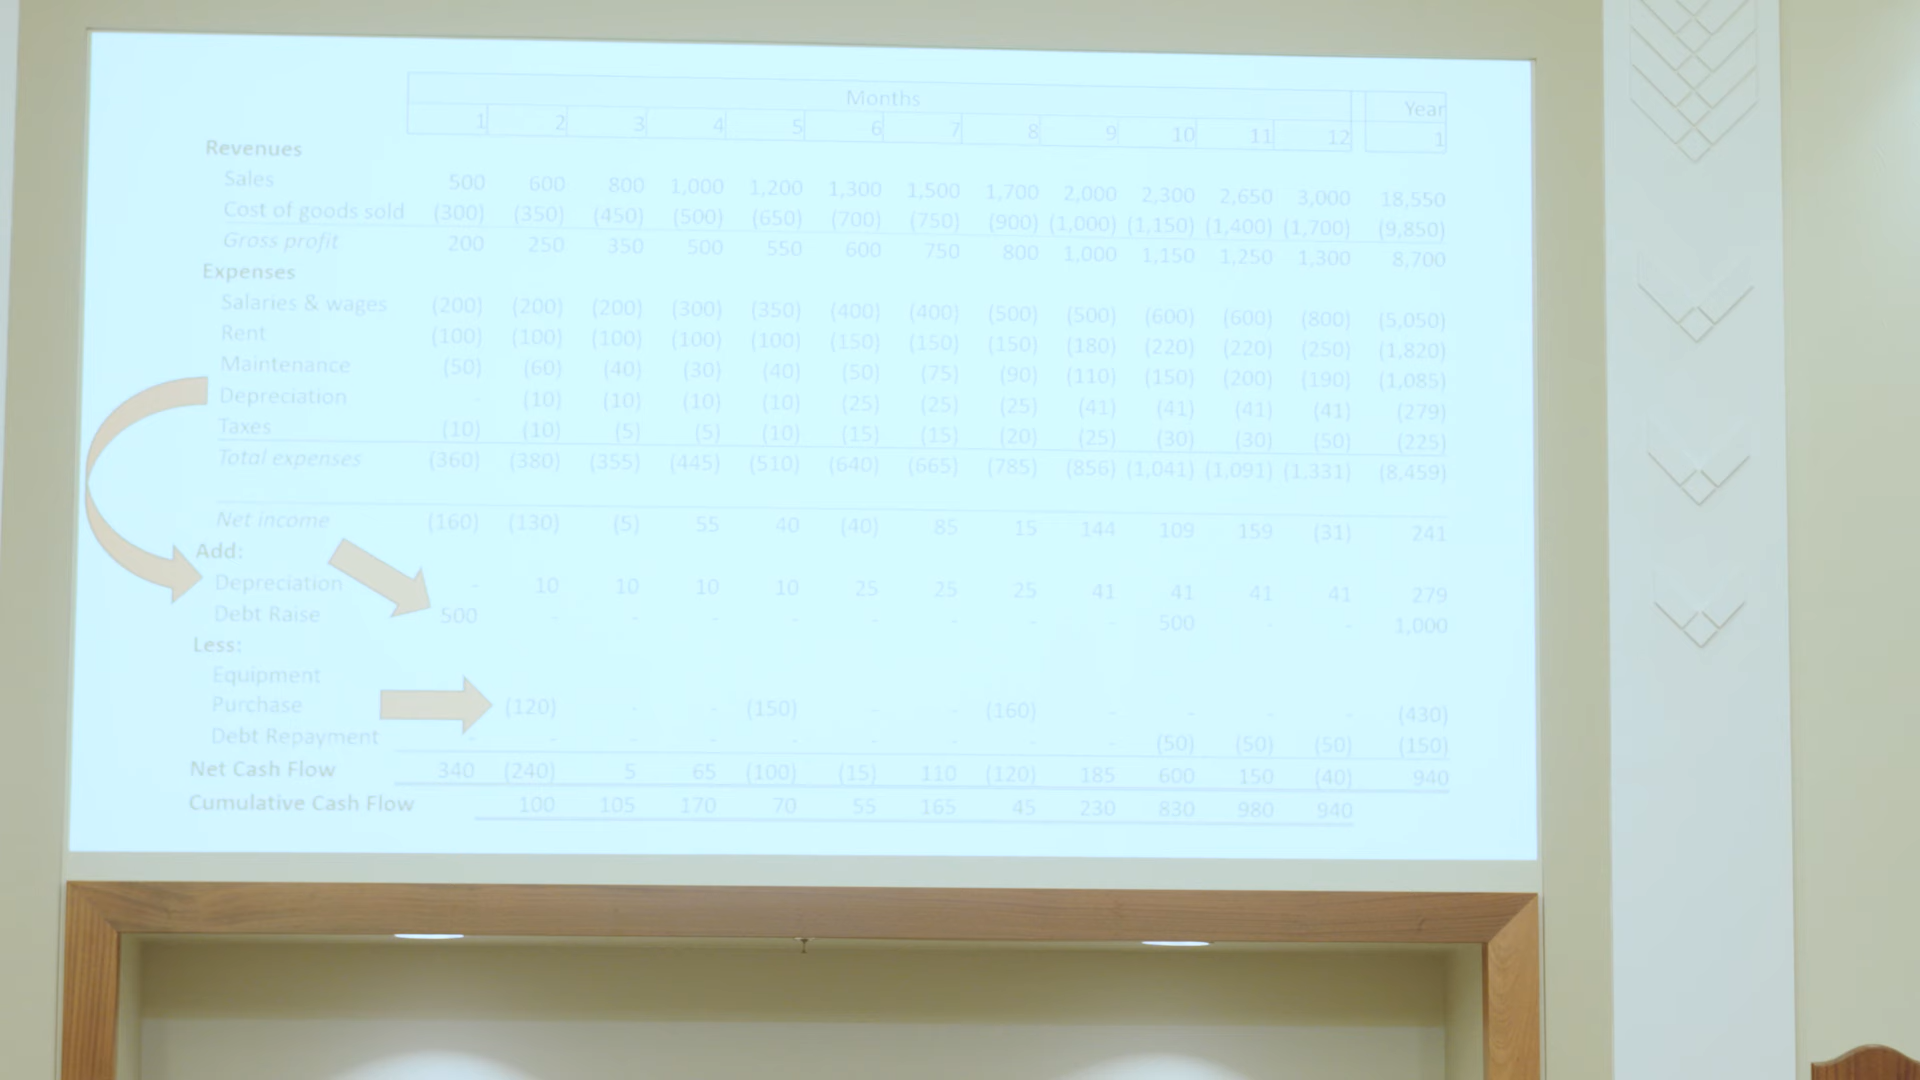 Months Year
1 2 3 4 5 6 7 8 9 10 11 12 1
Revenues
Sales 500 600 800 1,000 1,200 1,300 1,500 1,700 2,000 2,300 2,650 3,000 18,550
Cost of goods sold (300) (350) (450) (500) (650) (700) (750) (900) (1,000) (1,150) (1,400) (1,700) (9,850)
Gross profit 200 250 350 500 550 600 750 800 1,000 1,150 1,250 1,300 8,700
Expenses
Salaries & wages (200) (200) (200) (300) (350) (400) (400) (500) (500) (600) (600) (800) (5,050)
Rent (100) (100) (100) (100) (100) (150) (150) (150) (180) (220) (220) (250) (1,820)
Maintenance (50) (60) (40) (30) (40) (50) (75) (90) (110) (150) (200) (190) (1,085)
Depreciation - (10) (10) (10) (10) (25) (25) (25) (41) (41) (41) (41) (279)
Taxes (10) (10) (5) (5) (10) (15) (15) (20) (25) (30) (30) (50) (225)
Total expenses (360) (380) (355) (445) (510) (640) (665) (785) (856) (1,041) (1,091) (1,331) (8,459)
Net income (160) (130) (5) 55 40 (40) 85 15 144 109 159 (31) 241
Add:
Depreciation - 10 10 10 10 25 25 25 41 41 41 41 279
Debt Raise 500 - - - - - - - - 500 - - 1,000
Less:
Equipment
Purchase (120) - - (150) - - (160) - - - - (430)
Debt Repayment - - - - - - - - - (50) (50) (50) (150)
Net Cash Flow 340 (240) 5 65 (100) (15) 110 (120) 185 600 150 (40) 940
Cumulative Cash Flow 100 105 170 70 55 165 45 230 830 980 940